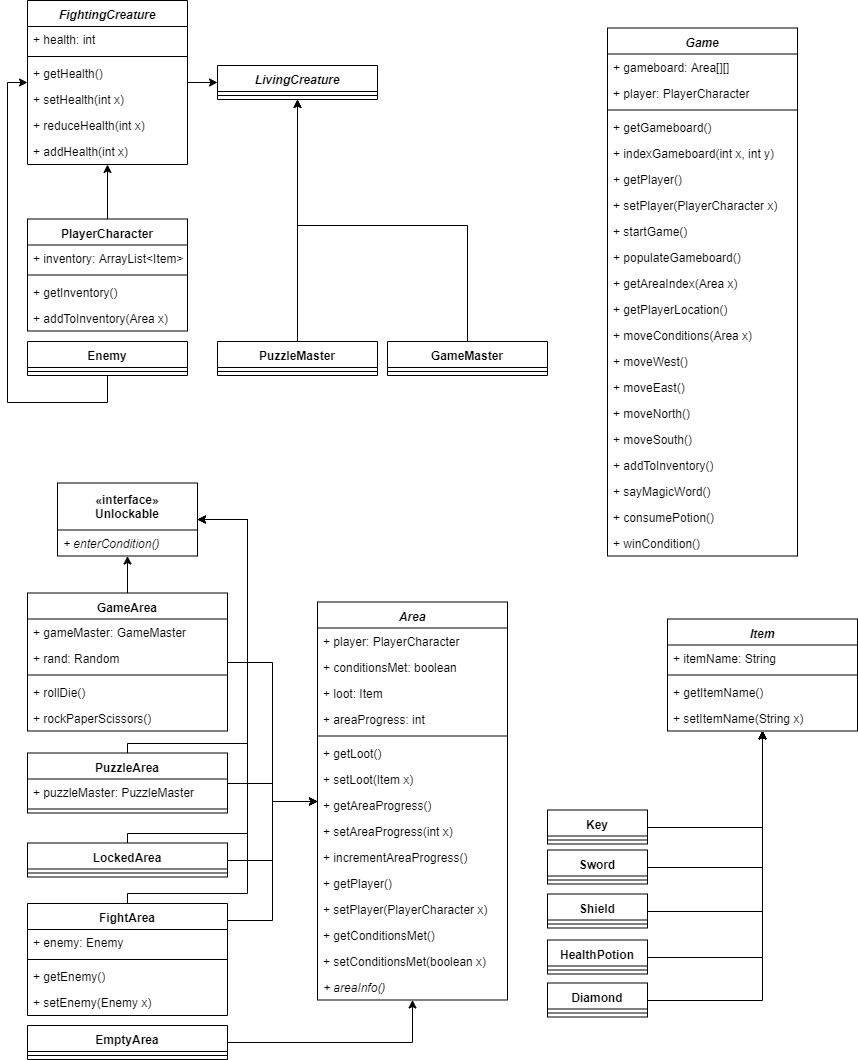 FightingCreature
+ health: int
+ getHealth()
+ setHealth(int x)
+ reduceHealth(int x)
+ addHealth(int x)
LivingCreature
PlayerCharacter
+ inventory: ArrayList<Item>
+ getInventory()
+ addToInventory(Area x)
Enemy
PuzzleMaster
GameMaster
Game
+ gameboard: Area[][]
+ player: PlayerCharacter
+ getGameboard()
+ indexGameboard(int x, int y)
+ getPlayer()
+ setPlayer(PlayerCharacter x)
+ startGame()
+ populateGameboard()
+ getAreaIndex(Area x)
+ getPlayerLocation()
+ moveConditions(Area x)
+ moveWest()
+ moveEast()
+ moveNorth()
+ moveSouth()
+ addToInventory()
+ sayMagicWord()
+ consumePotion()
+ winCondition()
«interface»
Unlockable
+ enterCondition()
GameArea
+ gameMaster: GameMaster
+ rand: Random
+ rollDie()
+ rockPaperScissors()
PuzzleArea
+ puzzleMaster: PuzzleMaster
LockedArea
FightArea
+ enemy: Enemy
+ getEnemy()
+ setEnemy(Enemy x)
EmptyArea
Area
+ player: PlayerCharacter
+ conditionsMet: boolean
+ loot: Item
+ areaProgress: int
+ getLoot()
+ setLoot(Item x)
+ getAreaProgress()
+ setAreaProgress(int x)
+ incrementAreaProgress()
+ getPlayer()
+ setPlayer(PlayerCharacter x)
+ getConditionsMet()
+ setConditionsMet(boolean x)
+ areaInfo()
Item
+ itemName: String
+ getItemName()
+ setItemName(String x)
Key
Sword
Shield
HealthPotion
Diamond